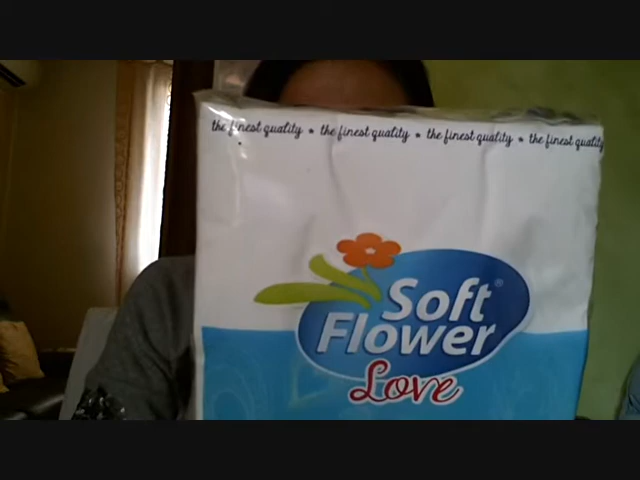 the finest quality • the finest quality • the finest quality • the finest quality
Soft®
Flower
Love